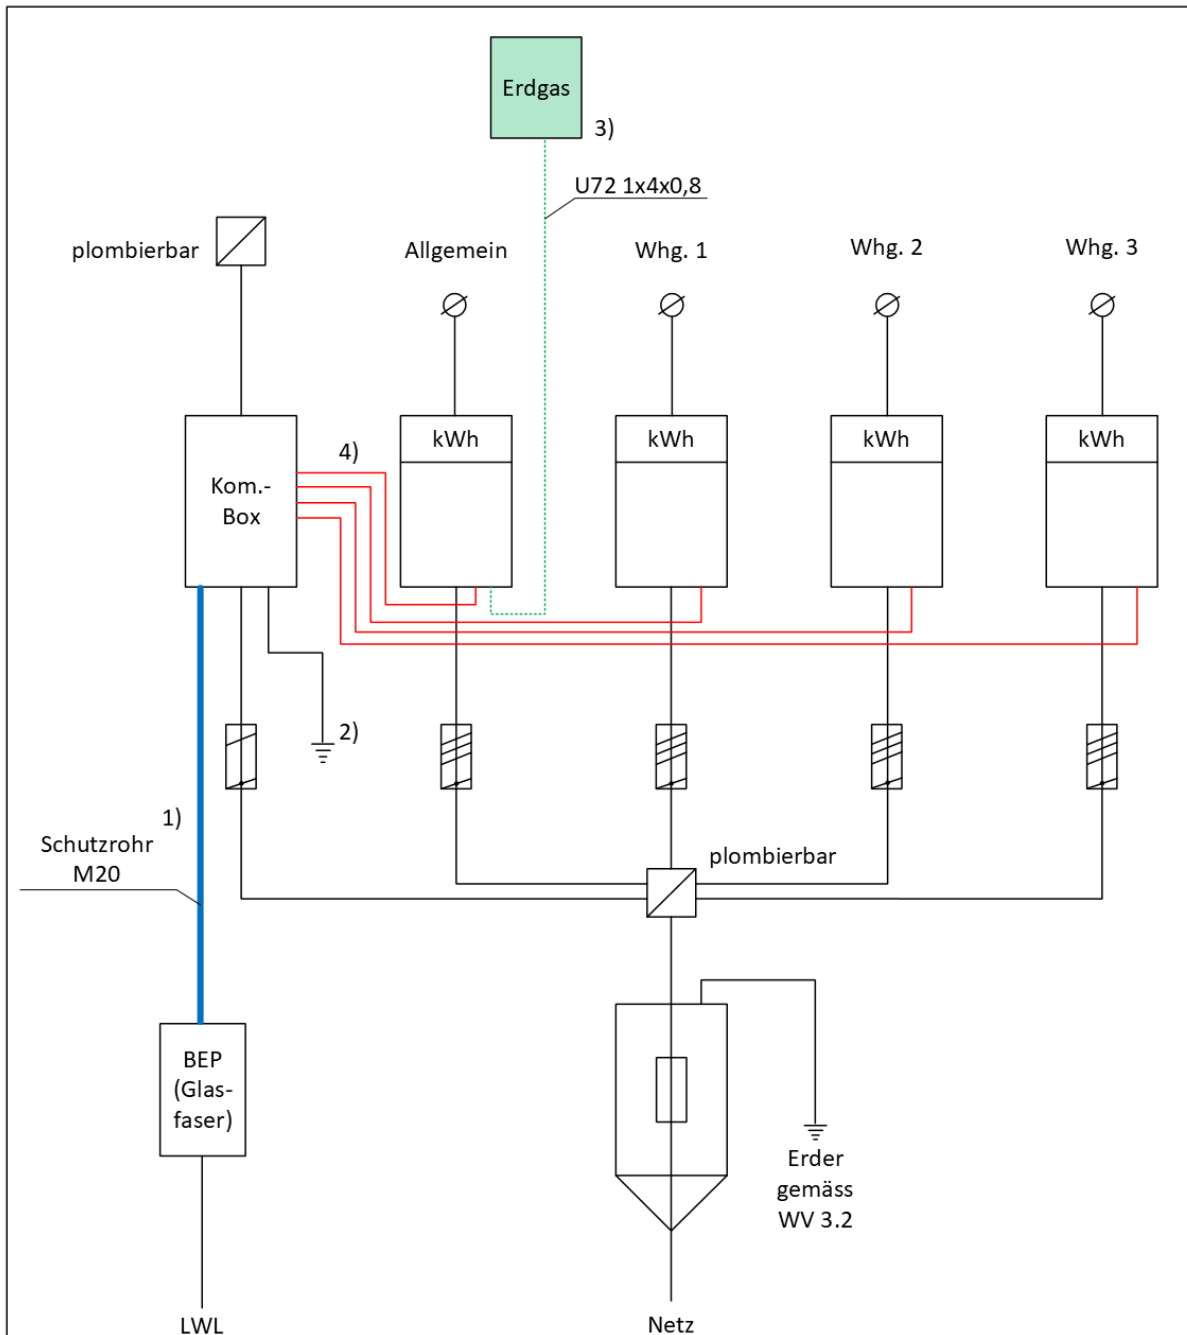 Erdgas
3)
U72 1x4x0,8
plombierbar
Allgemein
Whg. 1
Whg. 2
Whg. 3
kWh
kWh
kWh
kWh
4)
Kom.-
Box
2)
1)
Schutzrohr
M20
plombierbar
BEP
(Glas-
faser)
Erder
gemäss
WV 3.2
LWL
Netz